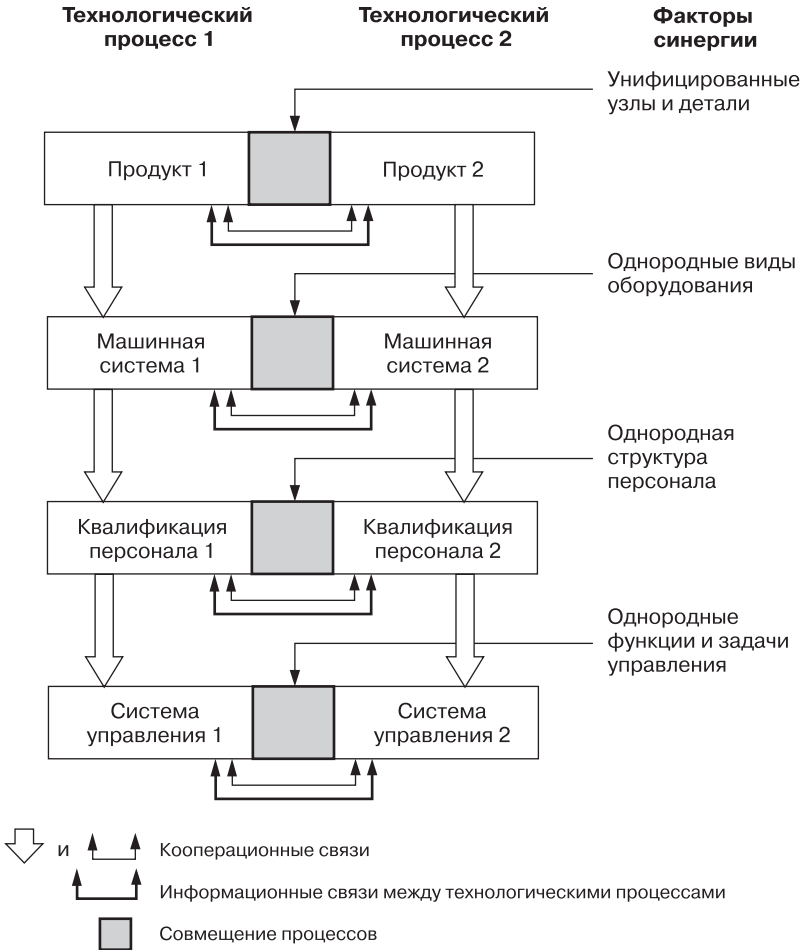 Технологический
процесс 1
Технологический
процесс 2
Факторы
синергии
Унифицированные
узлы и детали
Продукт 1
Продукт 2
Однородные виды
оборудования
Машинная
система 1
Машинная
система 2
Однородная
структура
персонала
Квалификация
персонала 1
Квалификация
персонала 2
Однородные
функции и задачи
управления
Система
управления 1
Система
управления 2
и
Кооперационные связи
Информационные связи между технологическими процессами
Совмещение процессов